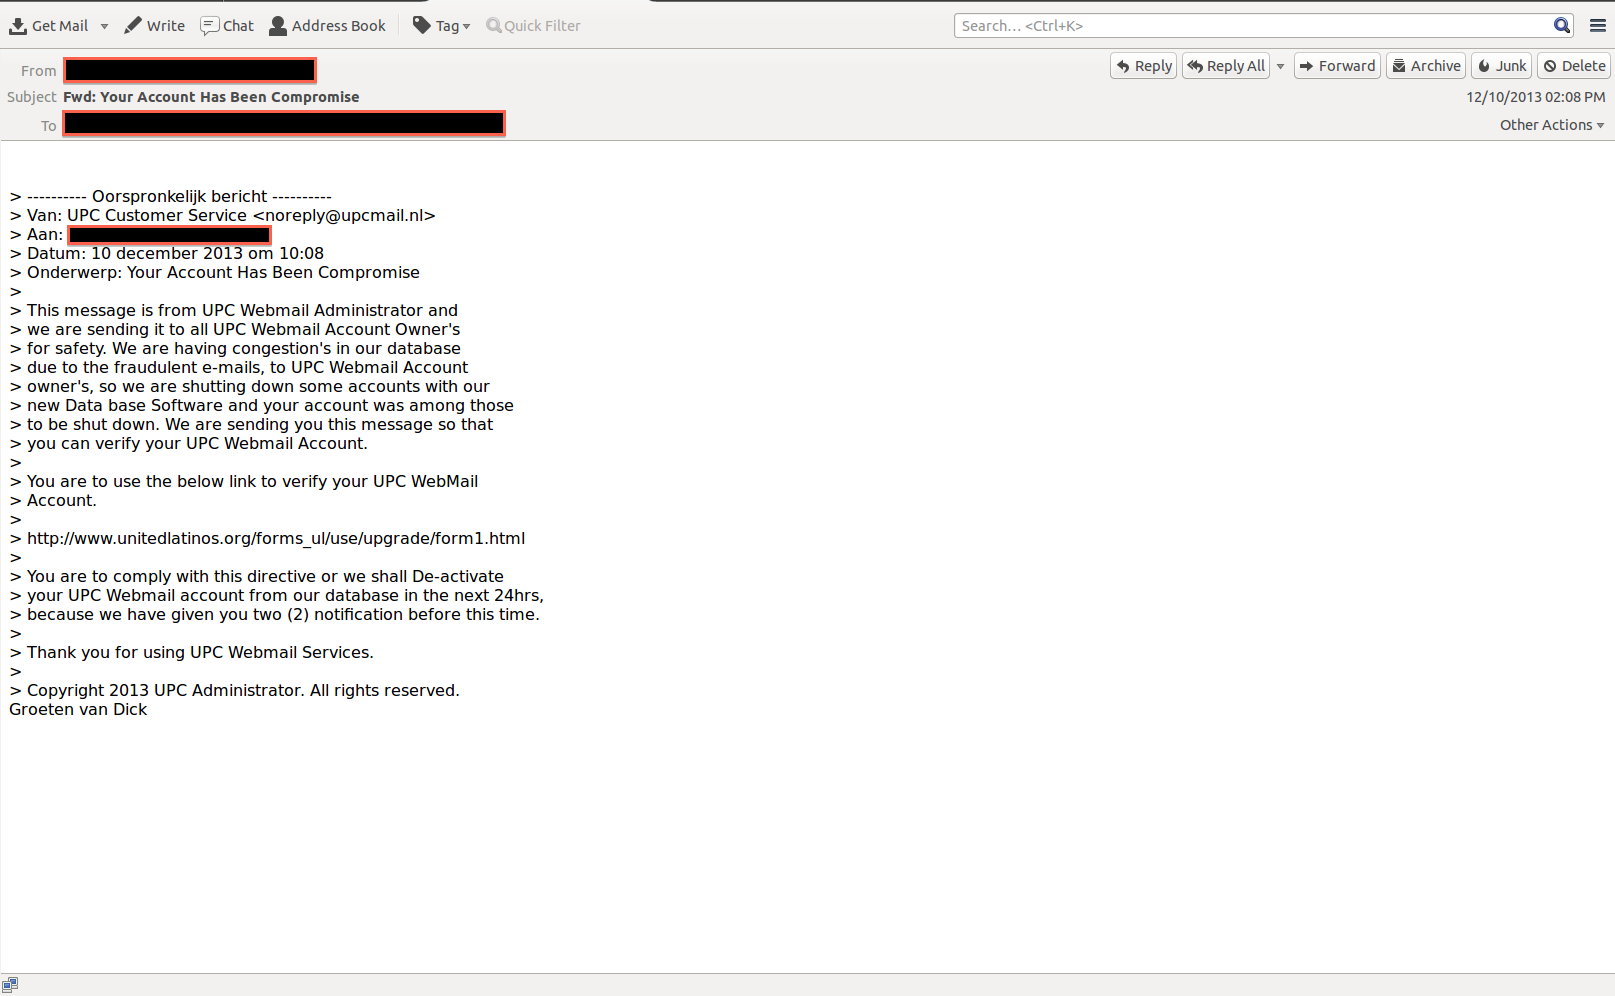 Get Mail Write Chat Address Book Tag Quick Filter Search... <Ctrl+K>
From Reply Reply All Forward Archive Junk Delete
Subject Fwd: Your Account Has Been Compromise 12/10/2013 02:08 PM
To Other Actions
> ---------- Oorspronkelijk bericht ----------
> Van: UPC Customer Service <noreply@upcmail.nl>
> Aan:
> Datum: 10 december 2013 om 10:08
> Onderwerp: Your Account Has Been Compromise
>
> This message is from UPC Webmail Administrator and
> we are sending it to all UPC Webmail Account Owner's
> for safety. We are having congestion's in our database
> due to the fraudulent e-mails, to UPC Webmail Account
> owner's, so we are shutting down some accounts with our
> new Data base Software and your account was among those
> to be shut down. We are sending you this message so that
> you can verify your UPC Webmail Account.
>
> You are to use the below link to verify your UPC WebMail
> Account.
>
> http://www.unitedlatinos.org/forms_ul/use/upgrade/form1.html
>
> You are to comply with this directive or we shall De-activate
> your UPC Webmail account from our database in the next 24hrs,
> because we have given you two (2) notification before this time.
>
> Thank you for using UPC Webmail Services.
>
> Copyright 2013 UPC Administrator. All rights reserved.
Groeten van Dick